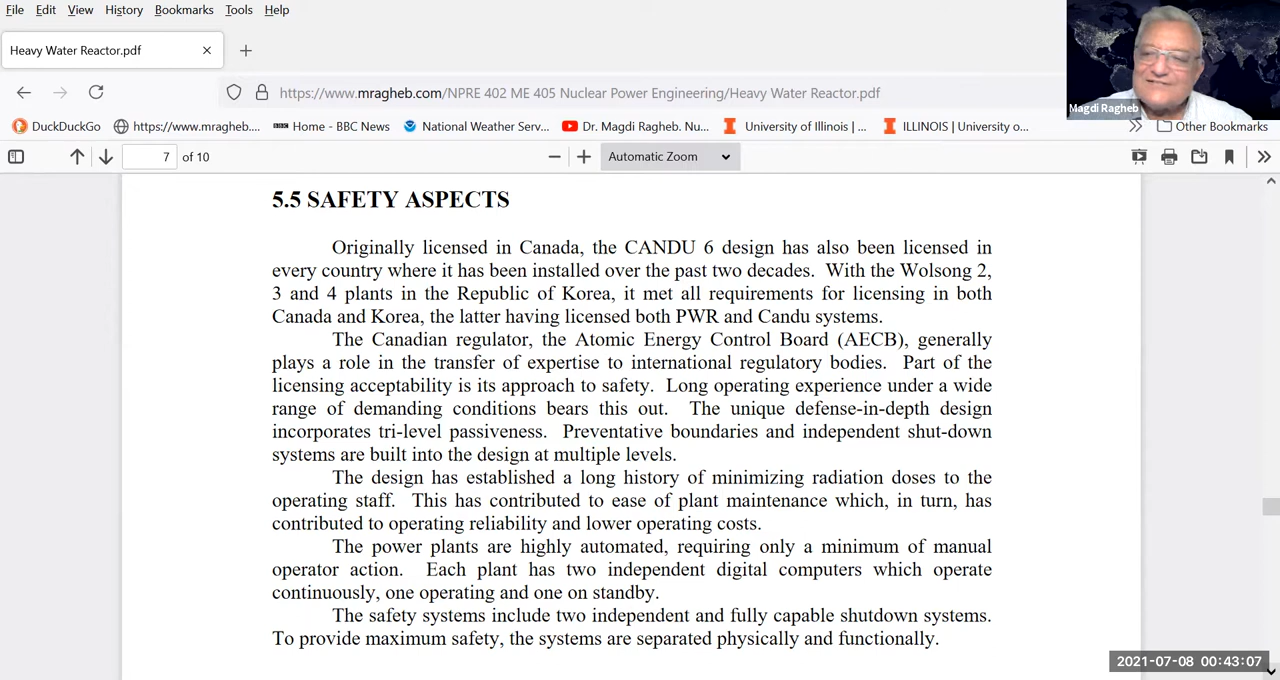 File Edit View History Bookmarks Tools Help
Heavy Water Reactor.pdf
https://www.mragheb.com/NPRE 402 ME 405 Nuclear Power Engineering/Heavy Water Reactor.pdf
Magdi Ragheb
DuckDuckGo https://www.mragheb.... BBC Home - BBC News National Weather Serv... Dr. Magdi Ragheb. Nu... University of Illinois | ... ILLINOIS | University o... Other Bookmarks
7 of 10 Automatic Zoom
5.5 SAFETY ASPECTS
Originally licensed in Canada, the CANDU 6 design has also been licensed in
every country where it has been installed over the past two decades. With the Wolsong 2,
3 and 4 plants in the Republic of Korea, it met all requirements for licensing in both
Canada and Korea, the latter having licensed both PWR and Candu systems.
The Canadian regulator, the Atomic Energy Control Board (AECB), generally
plays a role in the transfer of expertise to international regulatory bodies. Part of the
licensing acceptability is its approach to safety. Long operating experience under a wide
range of demanding conditions bears this out. The unique defense-in-depth design
incorporates tri-level passiveness. Preventative boundaries and independent shut-down
systems are built into the design at multiple levels.
The design has established a long history of minimizing radiation doses to the
operating staff. This has contributed to ease of plant maintenance which, in turn, has
contributed to operating reliability and lower operating costs.
The power plants are highly automated, requiring only a minimum of manual
operator action. Each plant has two independent digital computers which operate
continuously, one operating and one on standby.
The safety systems include two independent and fully capable shutdown systems.
To provide maximum safety, the systems are separated physically and functionally.
2021-07-08 00:43:07